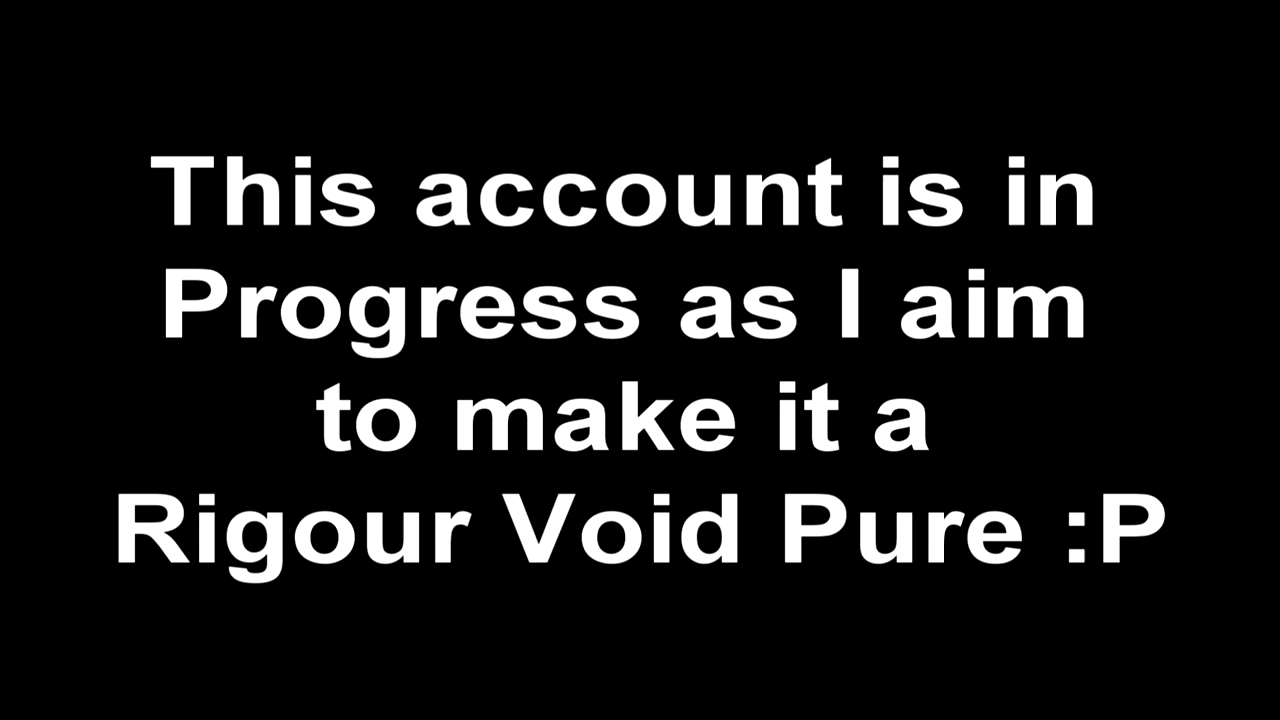 This account is in
Progress as I aim
to make it a
Rigour Void Pure :P